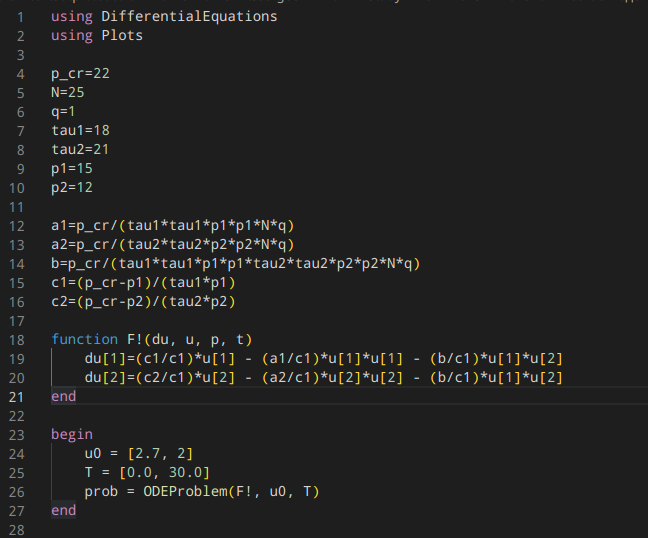 1 using DifferentialEquations
2 using Plots
3
4 p_cr=22
5 N=25
6 q=1
7 tau1=18
8 tau2=21
9 p1=15
10 p2=12
11
12 a1=p_cr/(tau1*tau1*p1*p1*N*q)
13 a2=p_cr/(tau2*tau2*p2*p2*N*q)
14 b=p_cr/(tau1*tau1*p1*p1*tau2*tau2*p2*p2*N*q)
15 c1=(p_cr-p1)/(tau1*p1)
16 c2=(p_cr-p2)/(tau2*p2)
17
18 function F!(du, u, p, t)
19     du[1]=(c1/c1)*u[1] - (a1/c1)*u[1]*u[1] - (b/c1)*u[1]*u[2]
20     du[2]=(c2/c1)*u[2] - (a2/c1)*u[2]*u[2] - (b/c1)*u[1]*u[2]
21 end
22
23 begin
24     u0 = [2.7, 2]
25     T = [0.0, 30.0]
26     prob = ODEProblem(F!, u0, T)
27 end
28